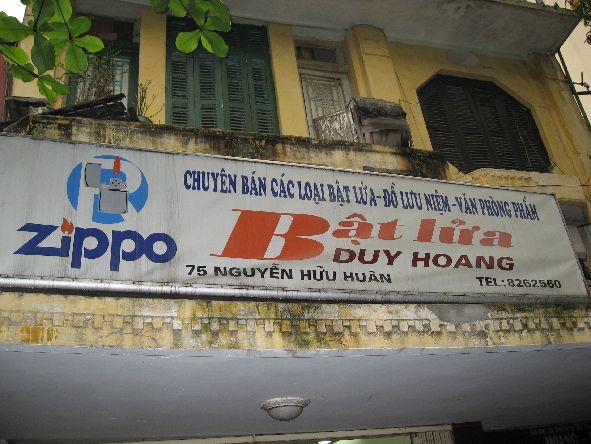 CHUYÊN BÁN CÁC LOẠI BẬT LỬA-ĐỒ LƯU NIỆM-VĂN PHÒNG PHẨM
zippo
Bật lửa
DUY HOANG
75 NGUYỄN HỮU HUÂN
TEL:8262560